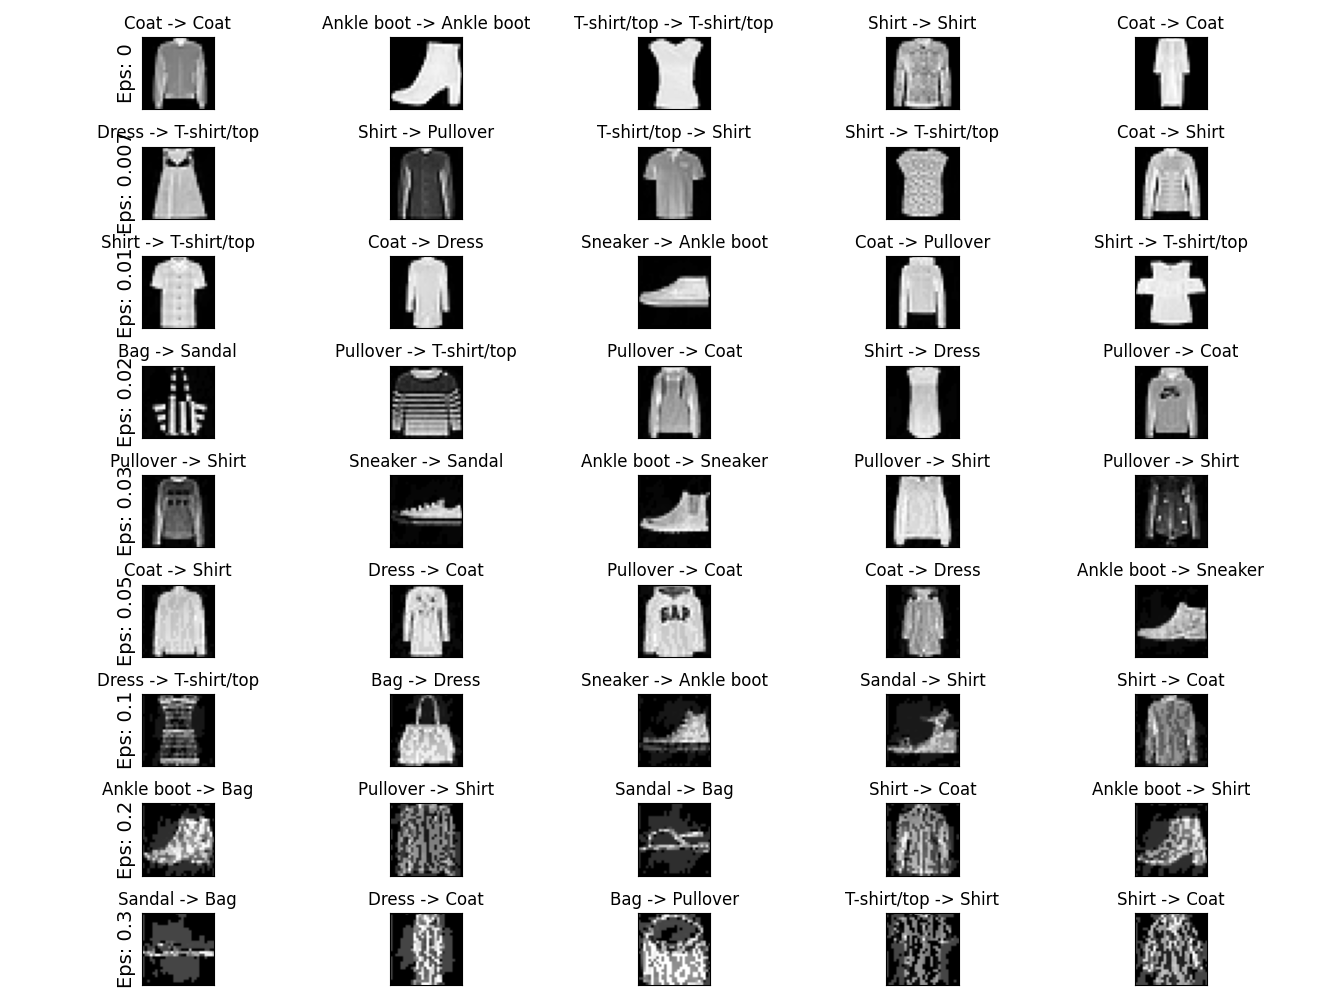 Coat -> Coat
Ankle boot -> Ankle boot
T-shirt/top -> T-shirt/top
Shirt -> Shirt
Coat -> Coat
Eps: 0
Dress -> T-shirt/top
Shirt -> Pullover
T-shirt/top -> Shirt
Shirt -> T-shirt/top
Coat -> Shirt
Eps: 0.007
Shirt -> T-shirt/top
Coat -> Dress
Sneaker -> Ankle boot
Coat -> Pullover
Shirt -> T-shirt/top
Eps: 0.01
Bag -> Sandal
Pullover -> T-shirt/top
Pullover -> Coat
Shirt -> Dress
Pullover -> Coat
Eps: 0.02
Pullover -> Shirt
Sneaker -> Sandal
Ankle boot -> Sneaker
Pullover -> Shirt
Pullover -> Shirt
Eps: 0.03
Coat -> Shirt
Dress -> Coat
Pullover -> Coat
Coat -> Dress
Ankle boot -> Sneaker
Eps: 0.05
GAP
Dress -> T-shirt/top
Bag -> Dress
Sneaker -> Ankle boot
Sandal -> Shirt
Shirt -> Coat
Eps: 0.1
Ankle boot -> Bag
Pullover -> Shirt
Sandal -> Bag
Shirt -> Coat
Ankle boot -> Shirt
Eps: 0.2
Sandal -> Bag
Dress -> Coat
Bag -> Pullover
T-shirt/top -> Shirt
Shirt -> Coat
Eps: 0.3